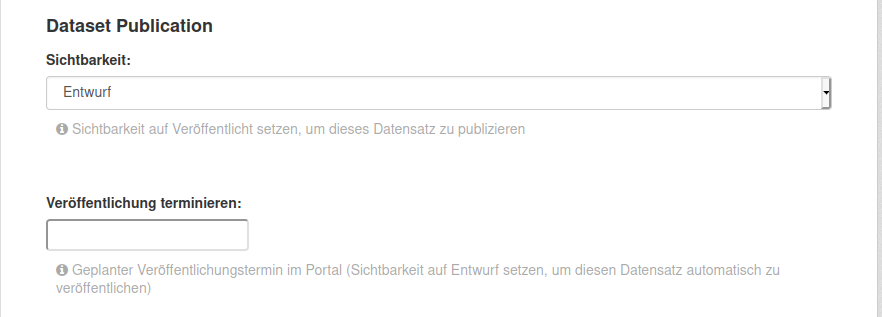 Dataset Publication
Sichtbarkeit:
Entwurf
Sichtbarkeit auf Veröffentlicht setzen, um dieses Datensatz zu publizieren
Veröffentlichung terminieren:
Geplanter Veröffentlichungstermin im Portal (Sichtbarkeit auf Entwurf setzen, um diesen Datensatz automatisch zu
veröffentlichen)